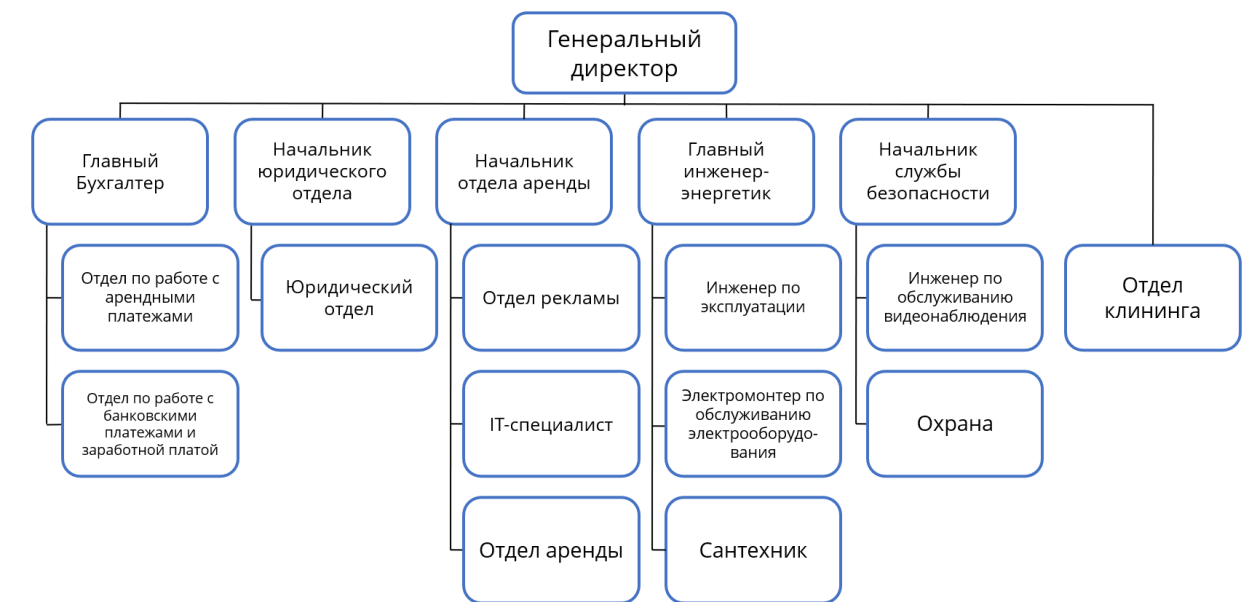 Генеральный
директор
Главный
Бухгалтер
Начальник
юридического
отдела
Начальник
отдела аренды
Главный
инженер-
энергетик
Начальник
службы
безопасности
Отдел по работе с
арендными
платежами
Юридический
отдел
Отдел рекламы
Инженер по
эксплуатации
Инженер по
обслуживанию
видеонаблюдения
Отдел
клининга
Отдел по работе с
банковскими
платежами и
заработной платой
IT-специалист
Электромонтер по
обслуживанию
электрооборудо-
вания
Охрана
Отдел аренды
Сантехник